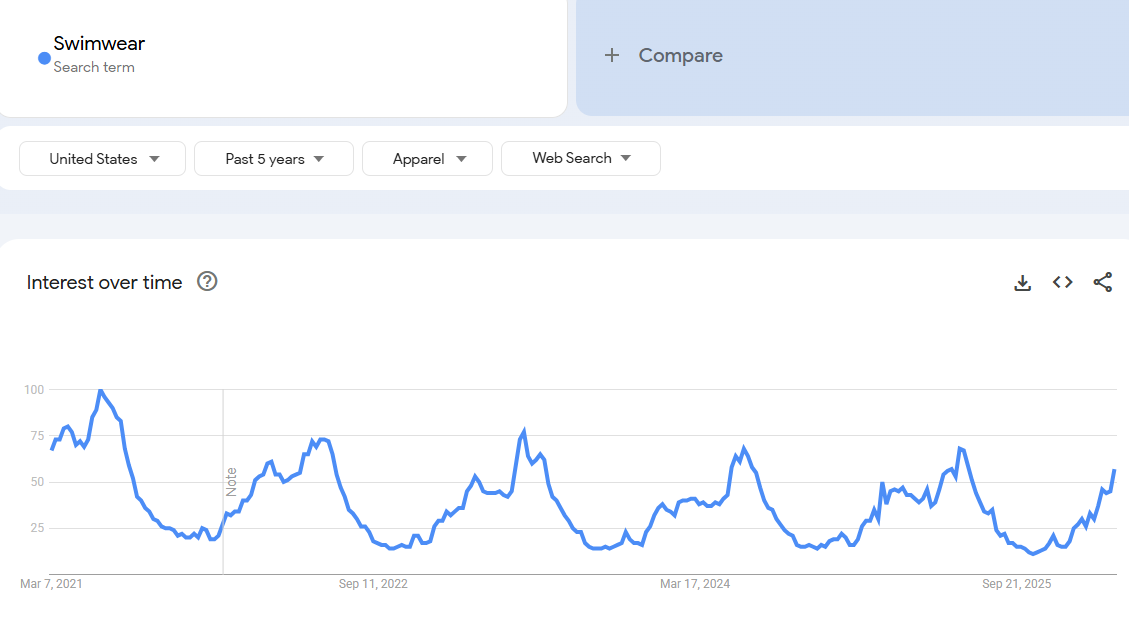 Swimwear
Search term
+ Compare
United States
Past 5 years
Apparel
Web Search
Interest over time ?
100
75
50
25
Note
Mar 7, 2021
Sep 11, 2022
Mar 17, 2024
Sep 21, 2025